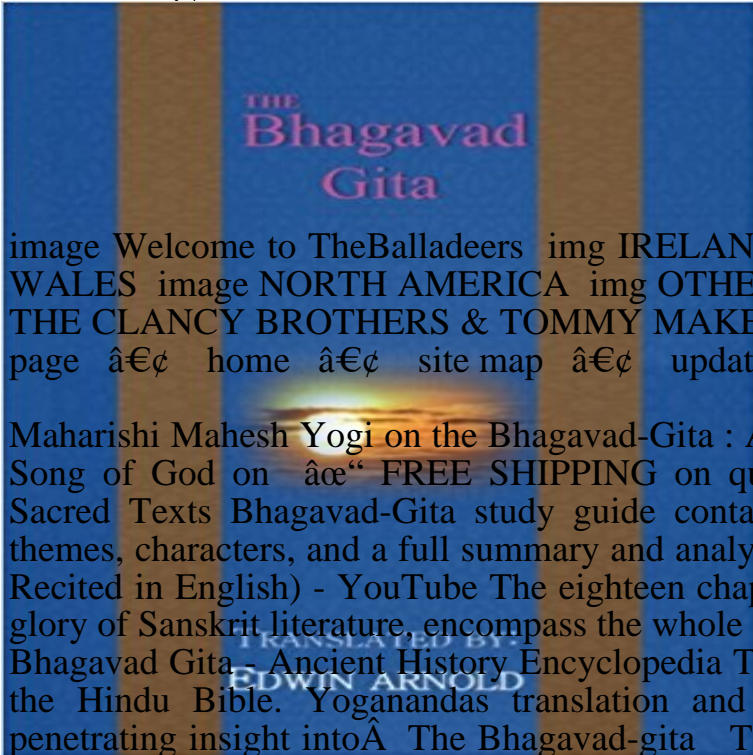 THE
Bhagavad
Gita
image Welcome to TheBalladeers img IRELAN
WALES image NORTH AMERICA img OTHE
THE CLANCY BROTHERS & TOMMY MAKE
page • home • site map • updat
Maharishi Mahesh Yogi on the Bhagavad-Gita : A
Song of God on ✓ FREE SHIPPING on qu
Sacred Texts Bhagavad-Gita study guide conta
themes, characters, and a full summary and analy
Recited in English) - YouTube The eighteen chap
glory of Sanskrit literature, encompass the whole
TRANSLATED BY:
Bhagavad Gita - Ancient History Encyclopedia T
EDWIN ARNOLD
the Hindu Bible. Yoganandas translation and
penetrating insight intoÂ The Bhagavad-gita T